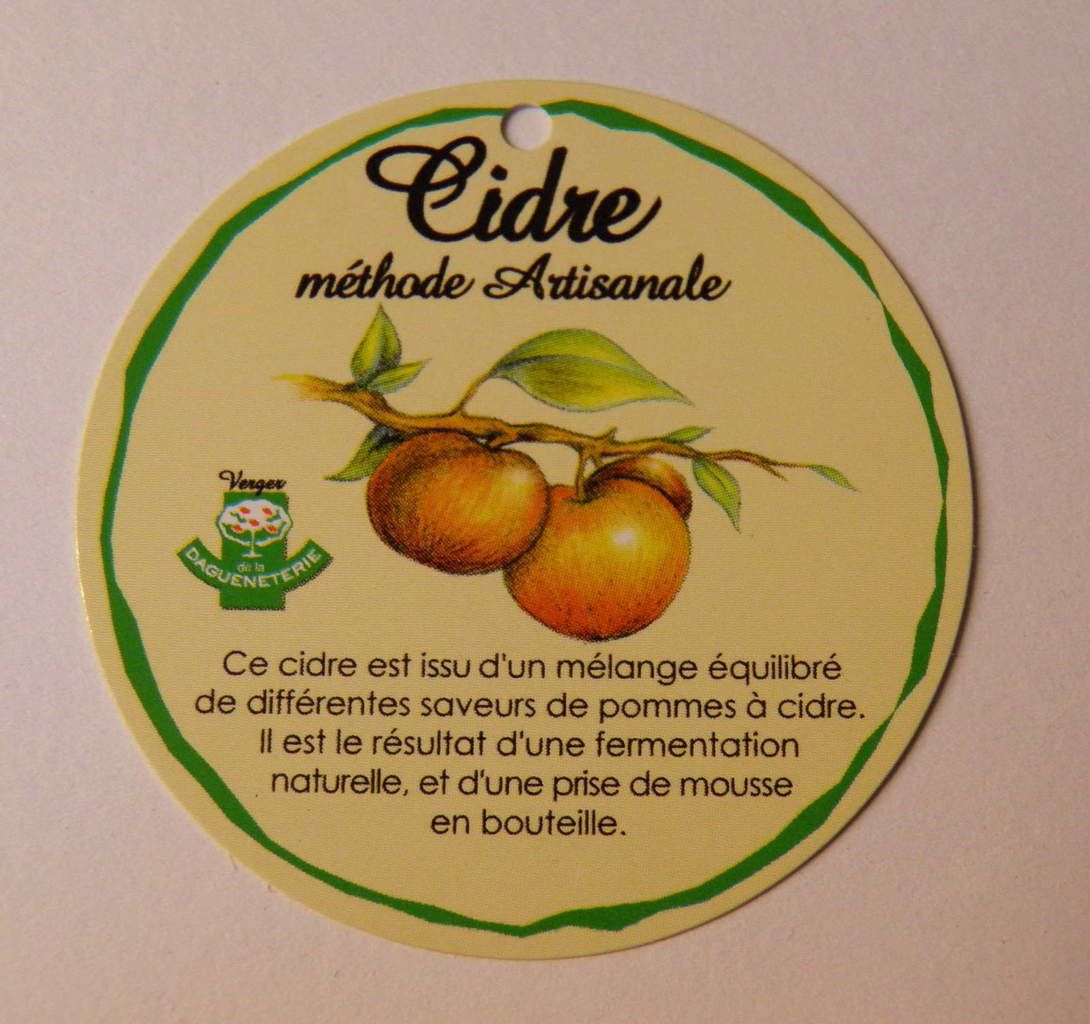 Cidre
méthode Artisanale
Verger
de la
DAGUENETERIE
Ce cidre est issu d'un mélange équilibré
de différentes saveurs de pommes à cidre.
Il est le résultat d'une fermentation
naturelle, et d'une prise de mousse
en bouteille.